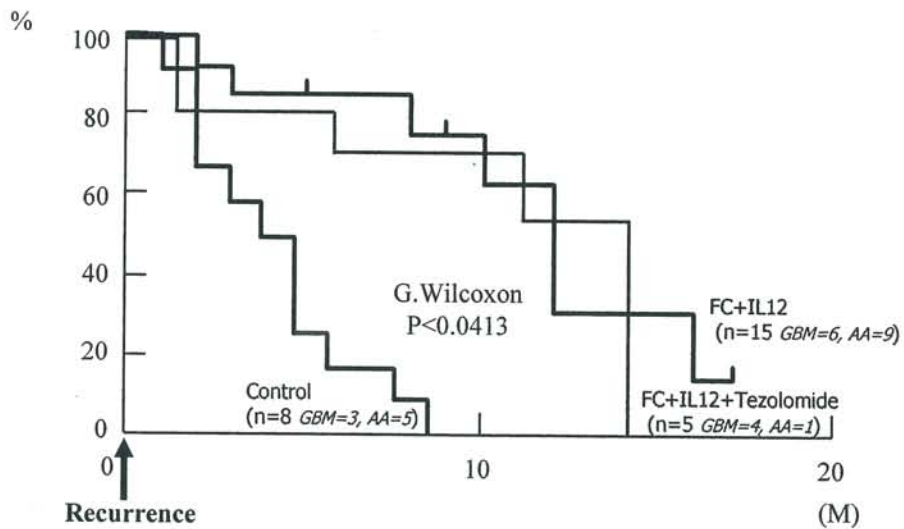 %
100
80
60
40
20
0
G.Wilcoxon
P<0.0413
FC+IL12
(n=15 GBM=6, AA=9)
Control
(n=8 GBM=3, AA=5)
FC+IL12+Tezolomide
(n=5 GBM=4, AA=1)
0
10
20
Recurrence
(M)